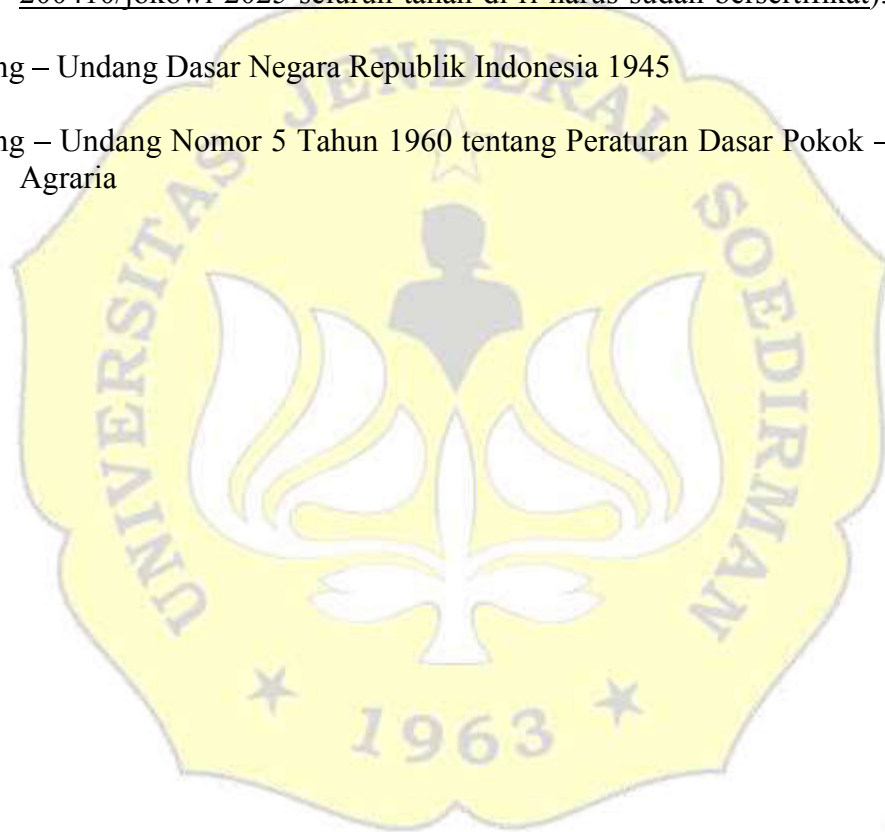 200410/jokowi-2025-seluruh-tanah-di-ri-harus-sudah-bersertifikat).
ng – Undang Dasar Negara Republik Indonesia 1945
ng – Undang Nomor 5 Tahun 1960 tentang Peraturan Dasar Pokok –
Agraria
UNIVERSITAS JENDERAL SOEDIRMAN
1963